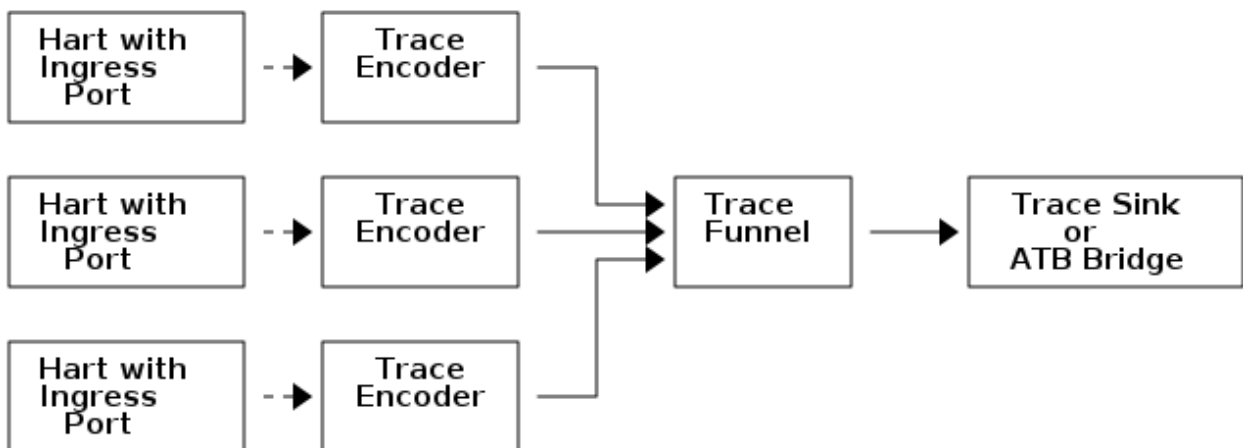 Hart with
Ingress
Port
Trace
Encoder
Hart with
Ingress
Port
Trace
Encoder
Trace
Funnel
Trace Sink
or
ATB Bridge
Hart with
Ingress
Port
Trace
Encoder